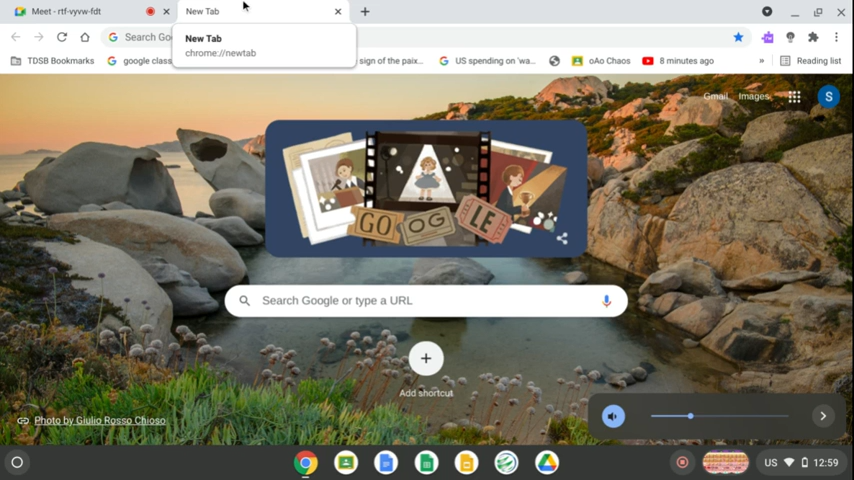 Meet - rtf-vyvw-fdt
New Tab
Search Go
New Tab
chrome://newtab
TDSB Bookmarks
google class
sign of the paix...
US spending on 'wa...
oAo Chaos
8 minutes ago
»
Reading list
Gmail
Images
S
GO OG LE
Search Google or type a URL
Add shortcut
Photo by Giulio Rosso Chioso
US
12:59